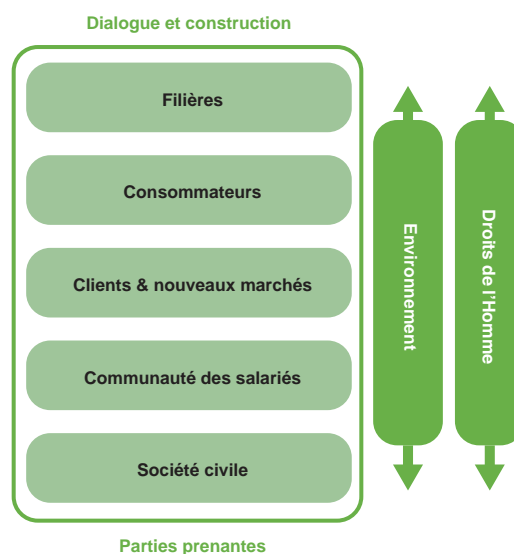 Dialogue et construction
Filières
Consommateurs
Clients & nouveaux marchés
Communauté des salariés
Société civile
Parties prenantes
Environnement
Droits de l'Homme